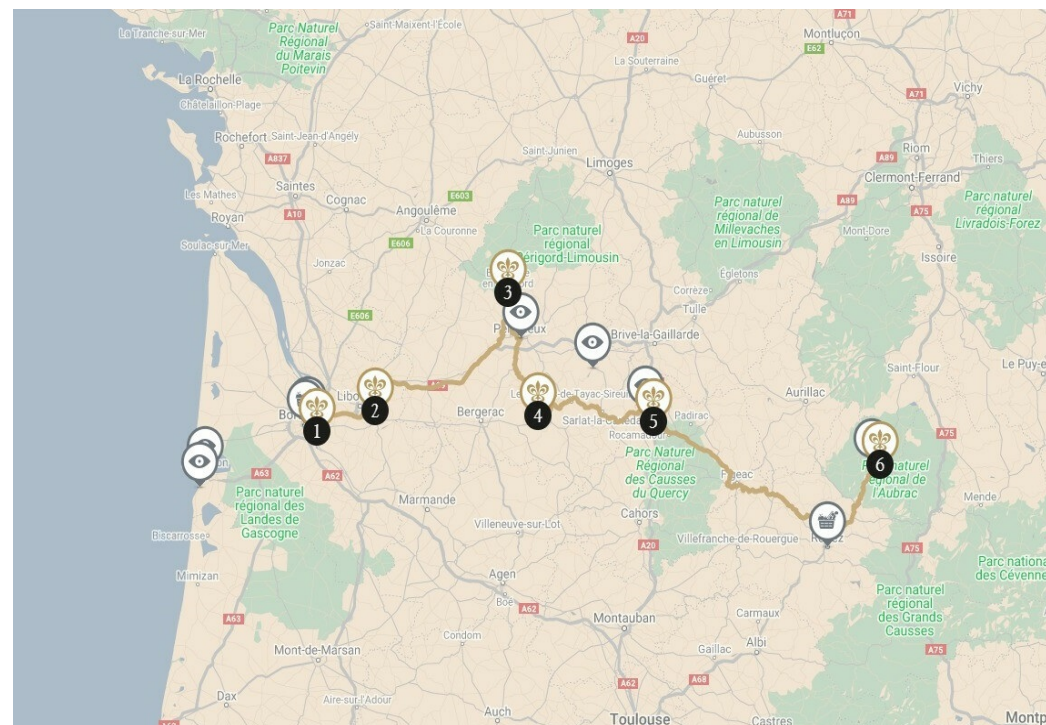 A71
La Tranche-sur-Mer
Saint-Maixent-l'École
Parc Naturel
Régional
du Marais
Poitevin
A20
Montluçon
E62
La Souterraine
La Rochelle
Guéret
A71
Vichy
Châtelaillon-Plage
Rochefort
Saint-Jean-d'Angély
Aubusson
Riom
A837
Saint-Junien
Limoges
A89
Thiers
Clermont-Ferrand
Les Mathes
Saintes
Cognac
E603
A10
Angoulême
Royan
La Couronne
Parc naturel
régional de
Millevaches
en Limousin
A89
A75
Parc naturel
régional
Livradois-Forez
Mont-Dore
Soulac-sur-Mer
E606
Parc naturel
régional
Périgord-Limousin
Issoire
Jonzac
Égletons
3
Corrèze
Tulle
E606
Brive-la-Gaillarde
Saint-Flour
Le Puy-e
Aurillac
2
1
4
5
Bergerac
Padirac
Rocamadour
A75
6
A63
A62
Parc Naturel
Régional
des Causses
du Quercy
Figeac
régional de
l'Aubrac
Parc naturel
régional des
Landes de
Gascogne
Marmande
Mende
Cahors
Villeneuve-sur-Lot
Biscarrosse
A20
Villefranche-de-Rouergue
A75
Mimizan
Agen
Parc nationa
des Cévenne
Boé
A62
Parc naturel
régional
des Grands
Causses
A63
Montauban
Carmaux
Condom
Mont-de-Marsan
Gaillac
Albi
A75
Dax
Aire-sur-l'Adour
A62
A68
Auch
Toulouse
Castres
Montp